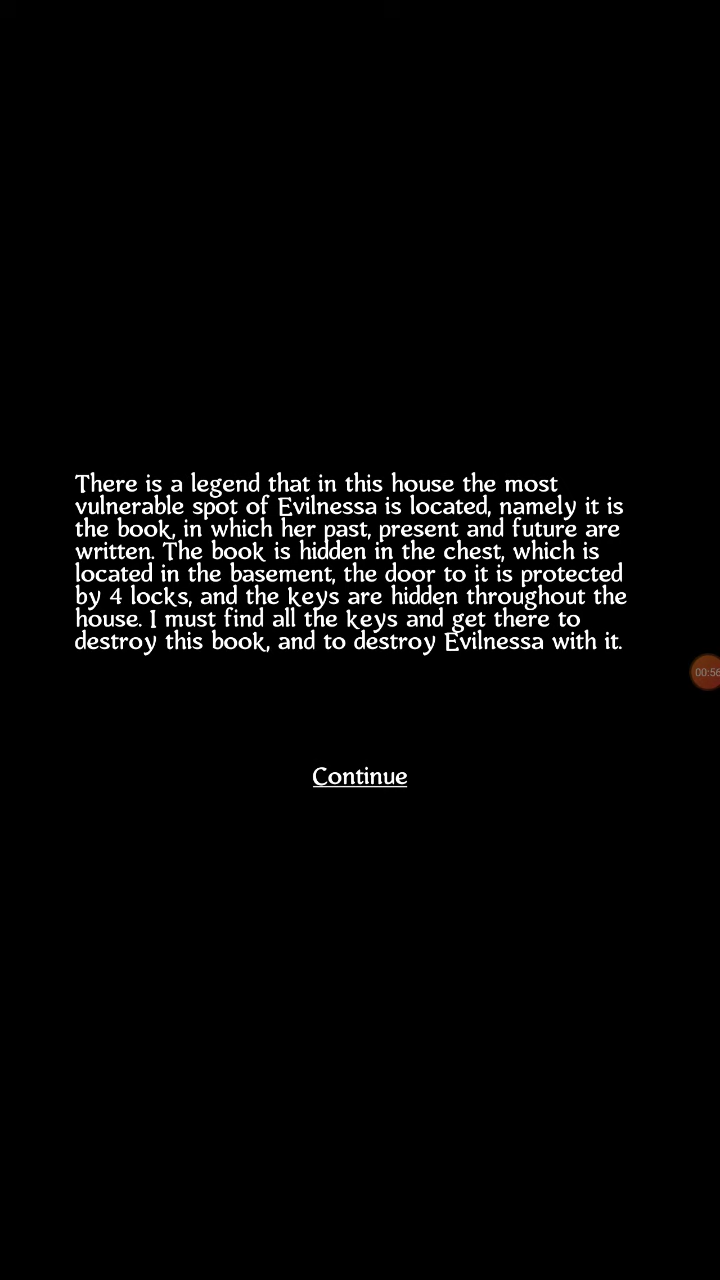 There is a legend that in this house the most
vulnerable spot of Evilnessa is located, namely it is
the book, in which her past, present and future are
written. The book is hidden in the chest, which is
located in the basement, the door to it is protected
by 4 locks, and the keys are hidden throughout the
house. I must find all the keys and get there to
destroy this book, and to destroy Evilnessa with it.
00:56
Continue